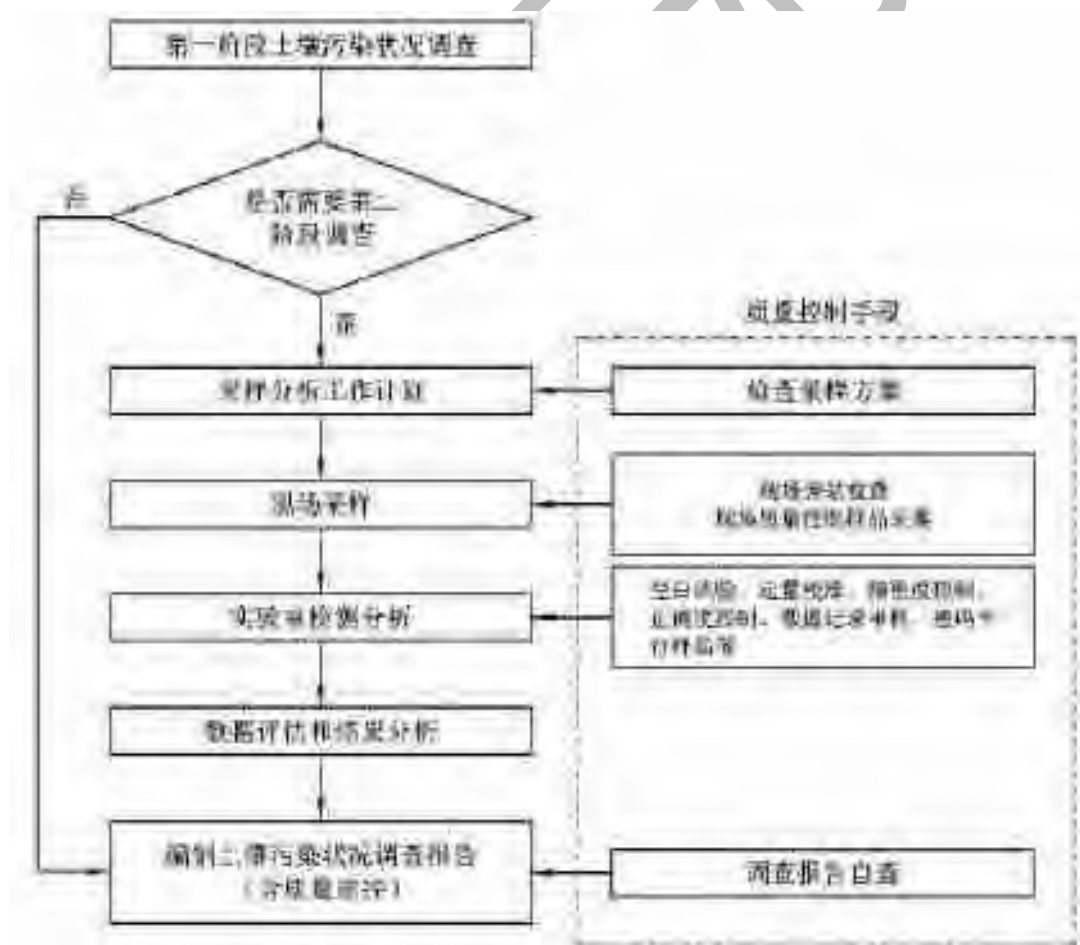 第一阶段土壤污染状况调查
是否需要第二
阶段调查
否
是
质量控制手段
采样分析工作计划
检查采样方案
现场采样
现场旁站检查
现场质量控制样品采集
实验室检测分析
空白试验、定量校准、精密度控制、
正确度控制、数据记录审核、密码平
行样品等
数据评估和结果分析
编制土壤污染状况调查报告
(含质量控制)
调查报告自查